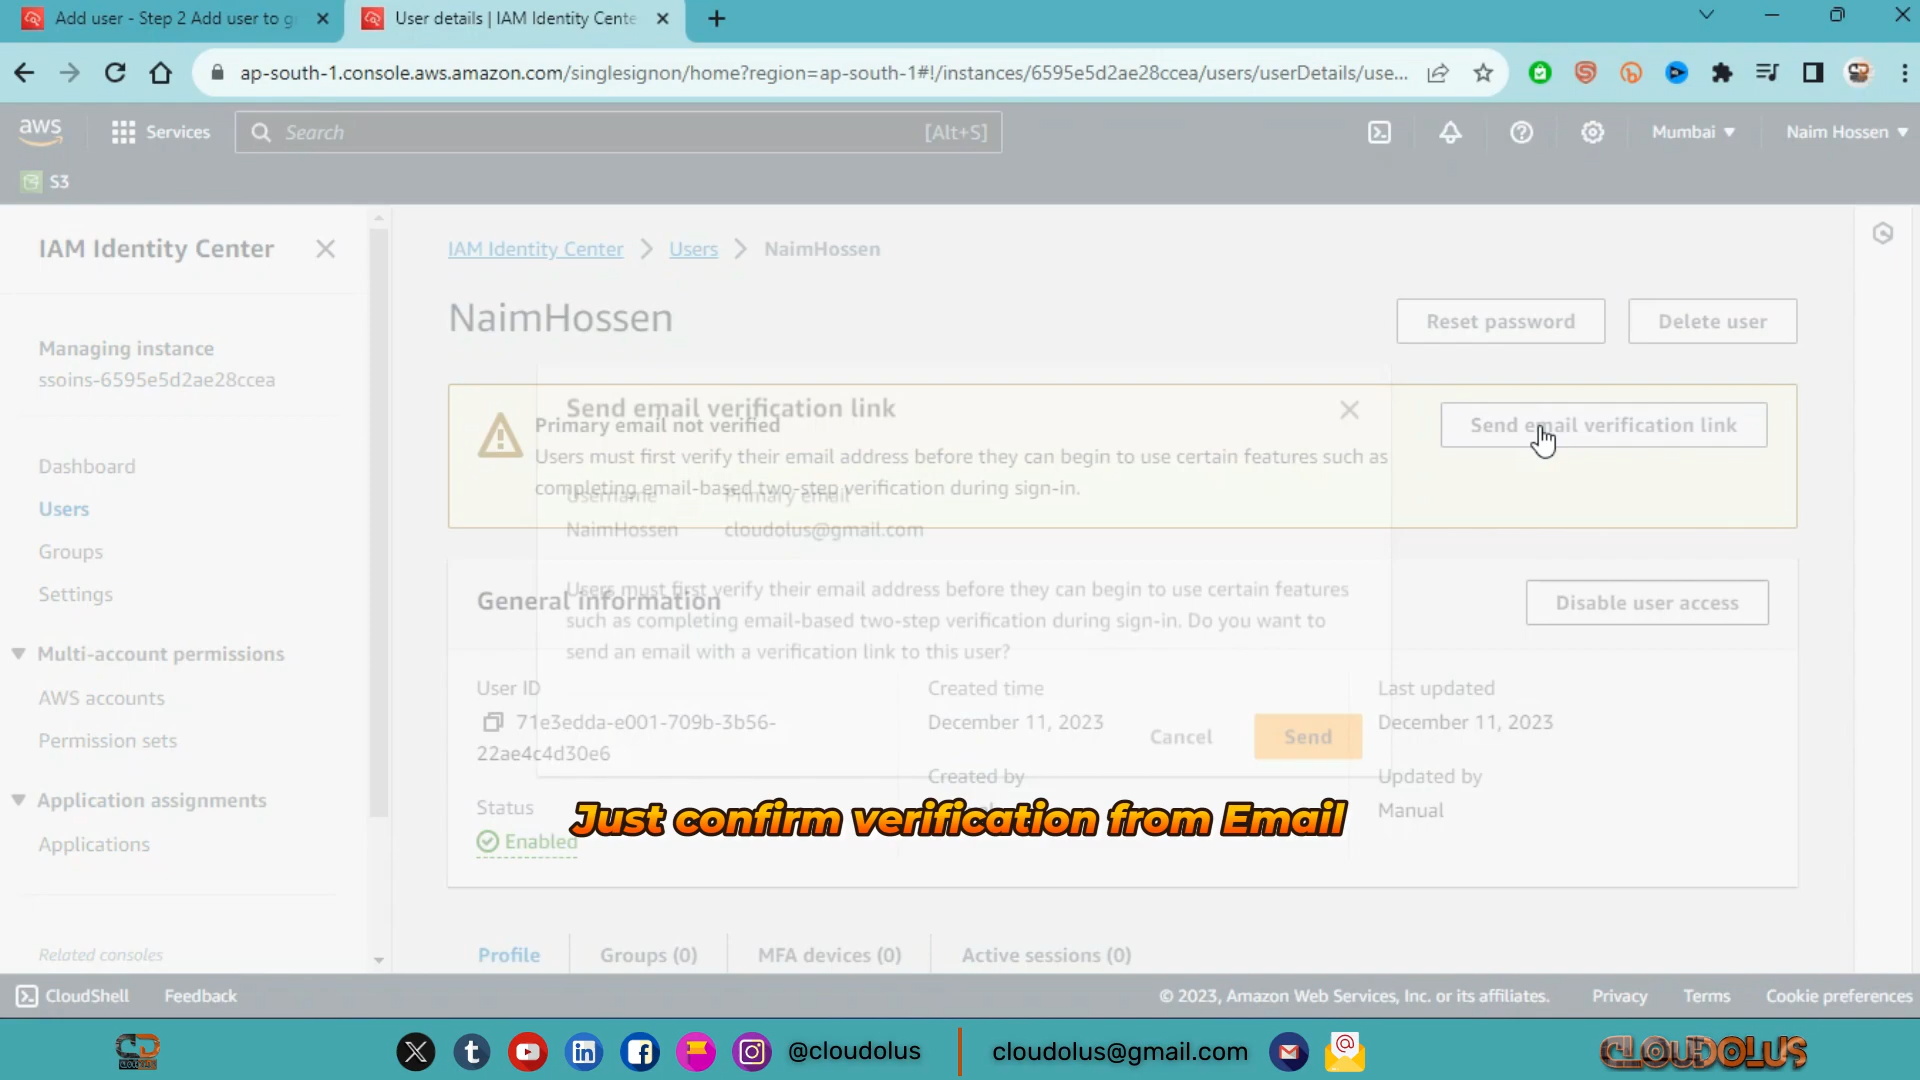 Add user - Step 2 Add user to g
User details | IAM Identity Cente
ap-south-1.console.aws.amazon.com/singlesignon/home?region=ap-south-1#!/instances/6595e5d2ae28ccea/users/userDetails/use...
aws
Services
Search
[Alt+S]
Mumbai
Naim Hossen
S3
IAM Identity Center
Managing instance
ssoins-6595e5d2ae28ccea
Dashboard
Users
Groups
Settings
Multi-account permissions
AWS accounts
Permission sets
Application assignments
Applications
Related consoles
IAM Identity Center
Users
NaimHossen
NaimHossen
Reset password
Delete user
Primary email not verified
Users must first verify their email address before they can begin to use certain features such as
completing email-based two-step verification during sign-in.
Send email verification link
Send email verification link
Username
Primary email
NaimHossen
cloudolus@gmail.com
Users must first verify their email address before they can begin to use certain features
such as completing email-based two-step verification during sign-in. Do you want to
send an email with a verification link to this user?
Cancel
Send
General information
Disable user access
User ID
71e3edda-e001-709b-3b56-
22ae4c4d30e6
Created time
December 11, 2023
Last updated
December 11, 2023
Created by
Updated by
Manual
Status
Enabled
Just confirm verification from Email
Profile
Groups (0)
MFA devices (0)
Active sessions (0)
CloudShell
Feedback
© 2023, Amazon Web Services, Inc. or its affiliates.
Privacy
Terms
Cookie preferences
@cloudolus
cloudolus@gmail.com
CLOUDOLUS